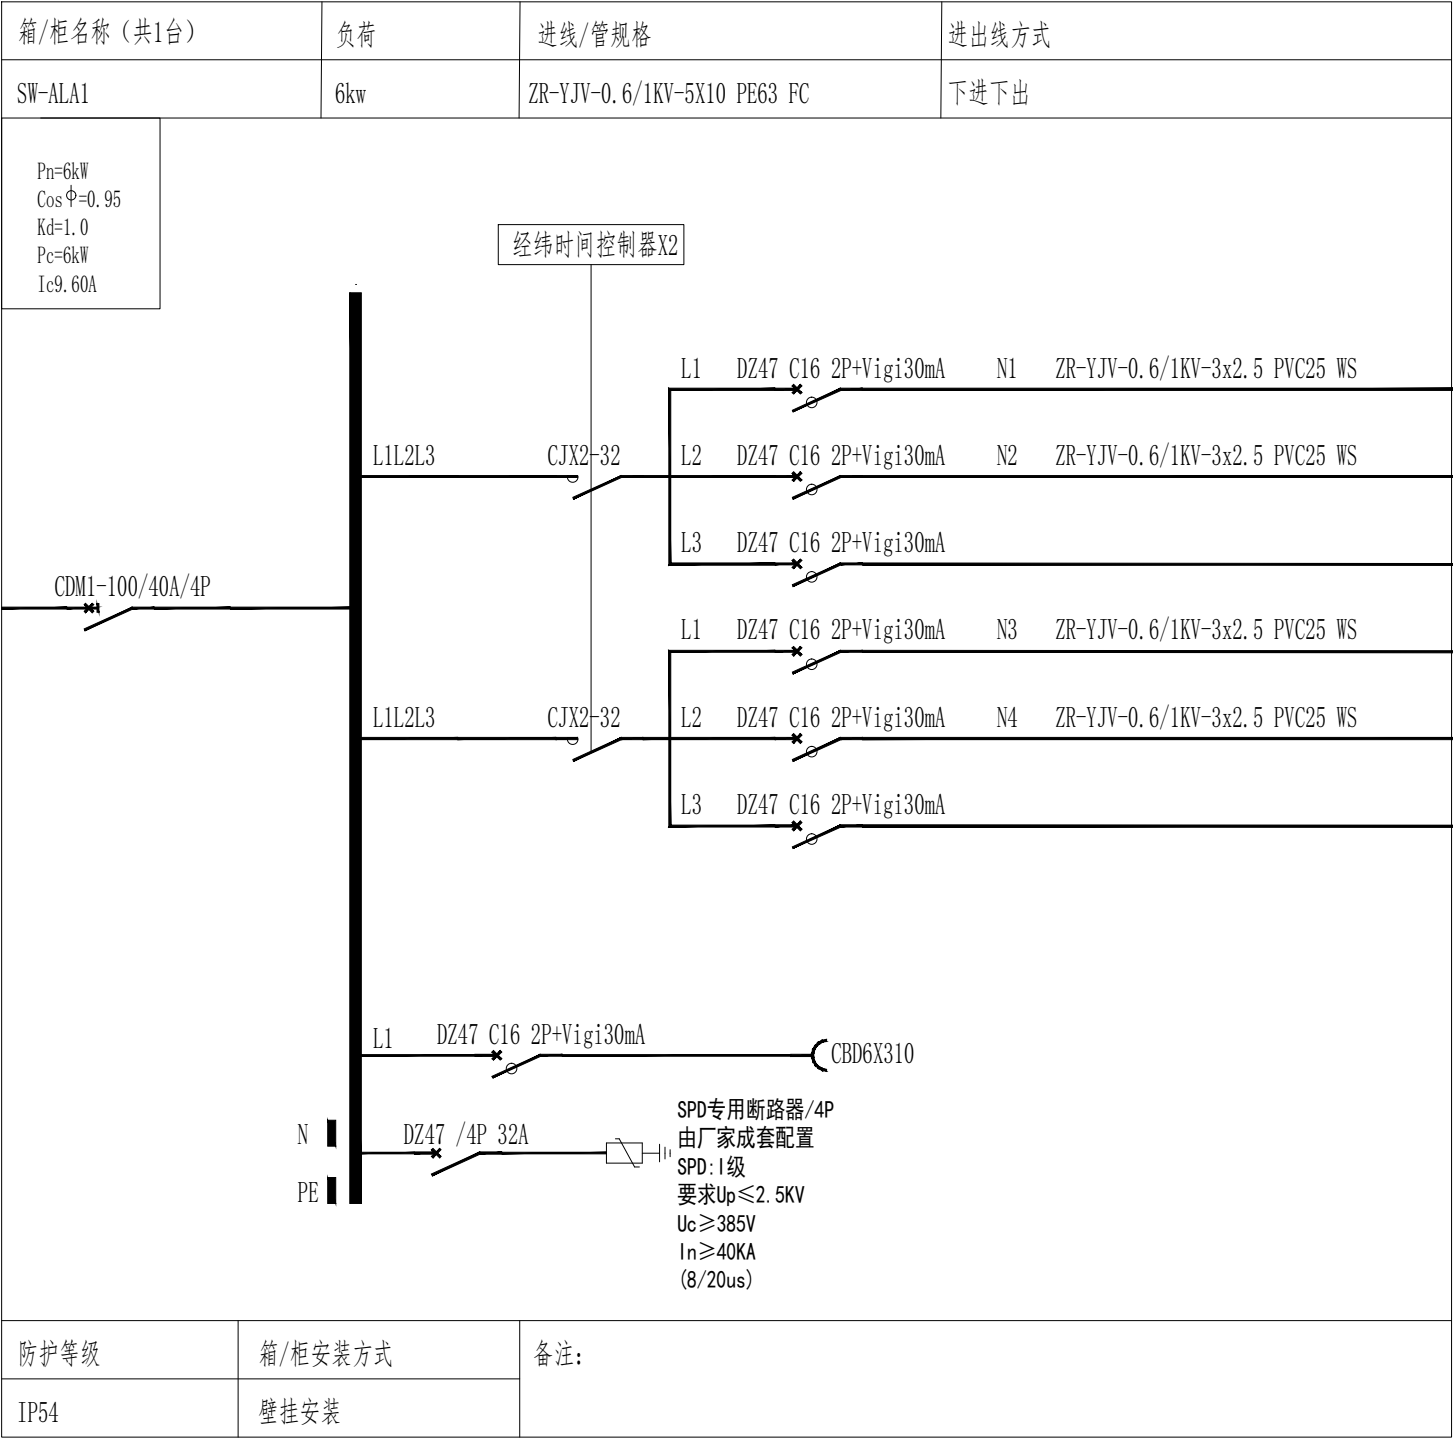 箱/柜名称（共1台） 负荷 进线/管规格 进出线方式
SW-ALA1 6kw ZR-YJV-0.6/1KV-5X10 PE63 FC 下进下出
Pn=6kW
CosΦ=0.95
Kd=1.0
Pc=6kW
Ic9.60A
经纬时间控制器X2
L1 DZ47 C16 2P+Vigi30mA N1 ZR-YJV-0.6/1KV-3x2.5 PVC25 WS
L1L2L3 CJX2-32 L2 DZ47 C16 2P+Vigi30mA N2 ZR-YJV-0.6/1KV-3x2.5 PVC25 WS
L3 DZ47 C16 2P+Vigi30mA
CDM1-100/40A/4P
L1 DZ47 C16 2P+Vigi30mA N3 ZR-YJV-0.6/1KV-3x2.5 PVC25 WS
L1L2L3 CJX2-32 L2 DZ47 C16 2P+Vigi30mA N4 ZR-YJV-0.6/1KV-3x2.5 PVC25 WS
L3 DZ47 C16 2P+Vigi30mA
L1 DZ47 C16 2P+Vigi30mA CBD6X310
N DZ47 /4P 32A
PE
SPD专用断路器/4P
由厂家成套配置
SPD:I级
要求Up≤2.5KV
Uc≥385V
In≥40KA
(8/20us)
防护等级 箱/柜安装方式 备注:
IP54 壁挂安装